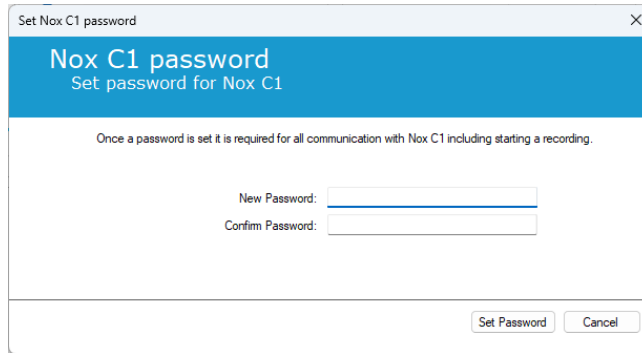 Set Nox C1 password
Nox C1 password
Set password for Nox C1
Once a password is set it is required for all communication with Nox C1 including starting a recording.
New Password:
Confirm Password:
Set Password
Cancel